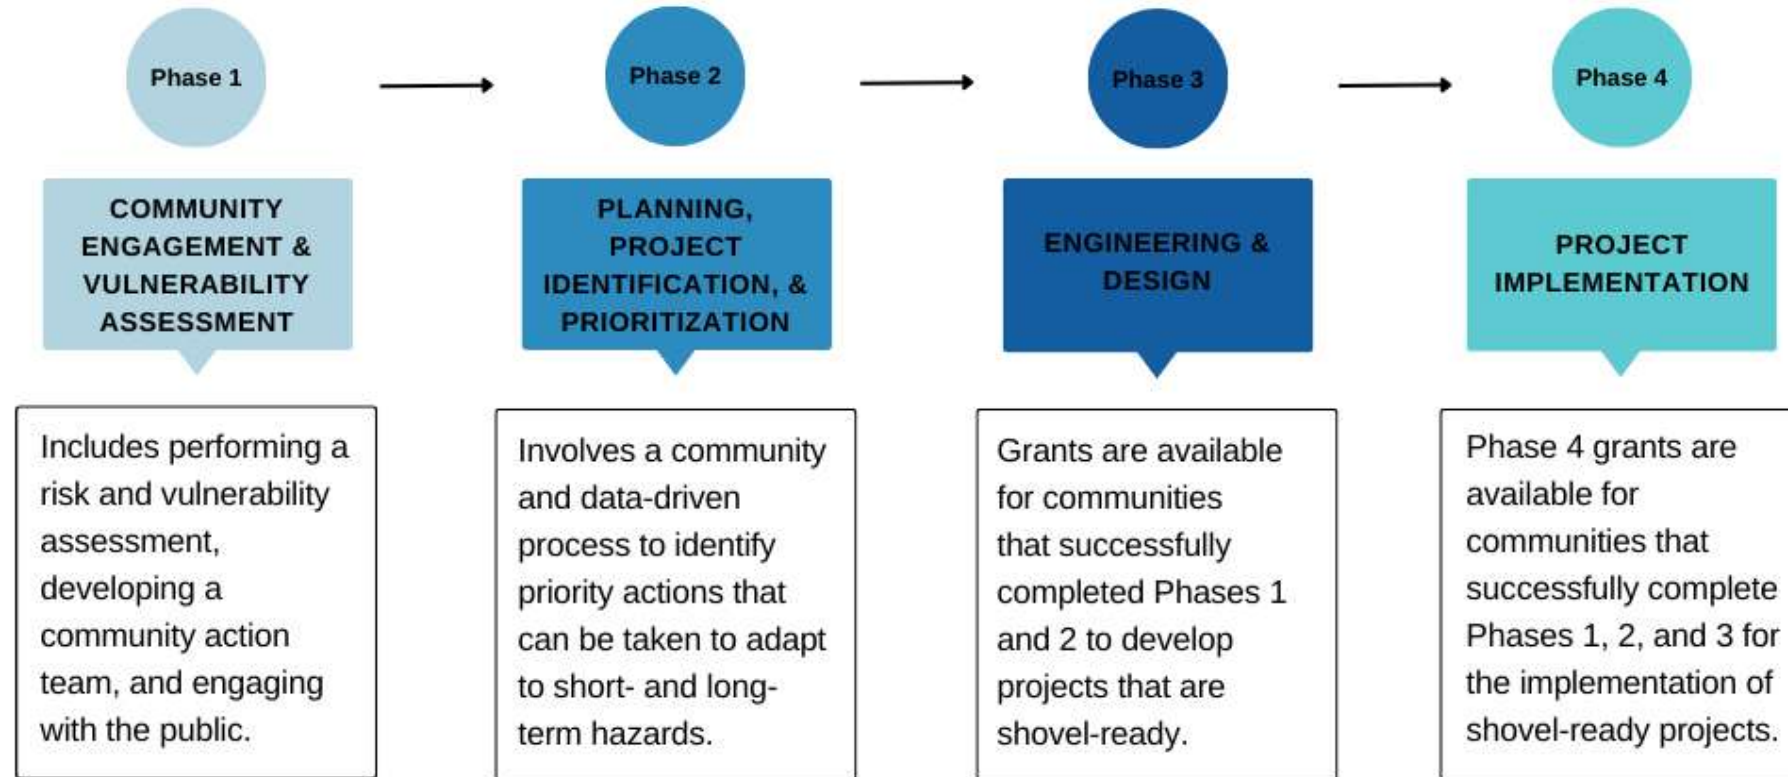 Phase 1
Phase 2
Phase 3
Phase 4
COMMUNITY
ENGAGEMENT &
VULNERABILITY
ASSESSMENT
PLANNING,
PROJECT
IDENTIFICATION, &
PRIORITIZATION
ENGINEERING &
DESIGN
PROJECT
IMPLEMENTATION
Includes performing a
risk and vulnerability
assessment,
developing a
community action
team, and engaging
with the public.
Involves a community
and data-driven
process to identify
priority actions that
can be taken to adapt
to short- and long-
term hazards.
Grants are available
for communities
that successfully
completed Phases 1
and 2 to develop
projects that are
shovel-ready.
Phase 4 grants are
available for
communities that
successfully complete
Phases 1, 2, and 3 for
the implementation of
shovel-ready projects.